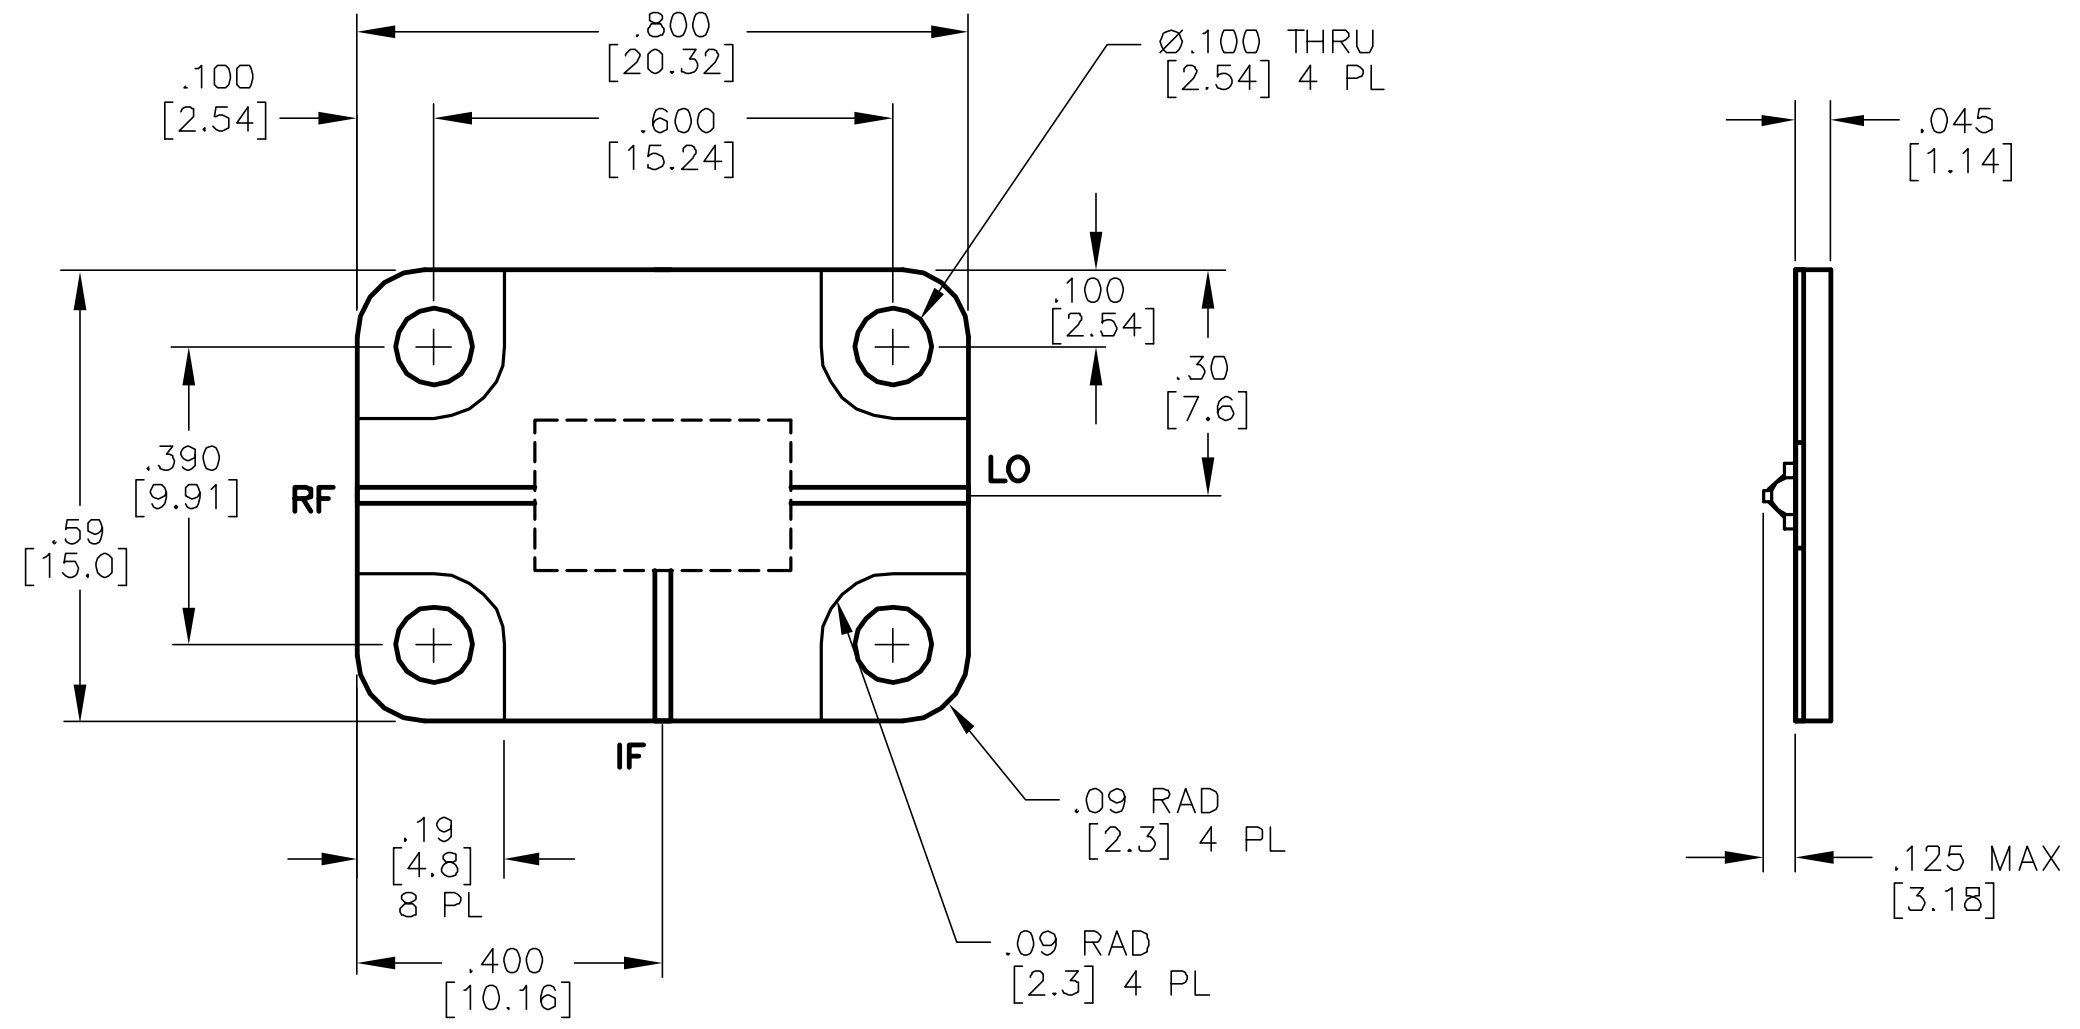 .800
[20.32]
Ø.100 THRU
[2.54] 4 PL
.100
[2.54]
.600
[15.24]
.045
[1.14]
.100
[2.54]
.30
[7.6]
.390
[9.91]
RF
LO
.59
[15.0]
IF
.09 RAD
[2.3] 4 PL
.19
[4.8]
8 PL
.125 MAX
[3.18]
.09 RAD
[2.3] 4 PL
.400
[10.16]